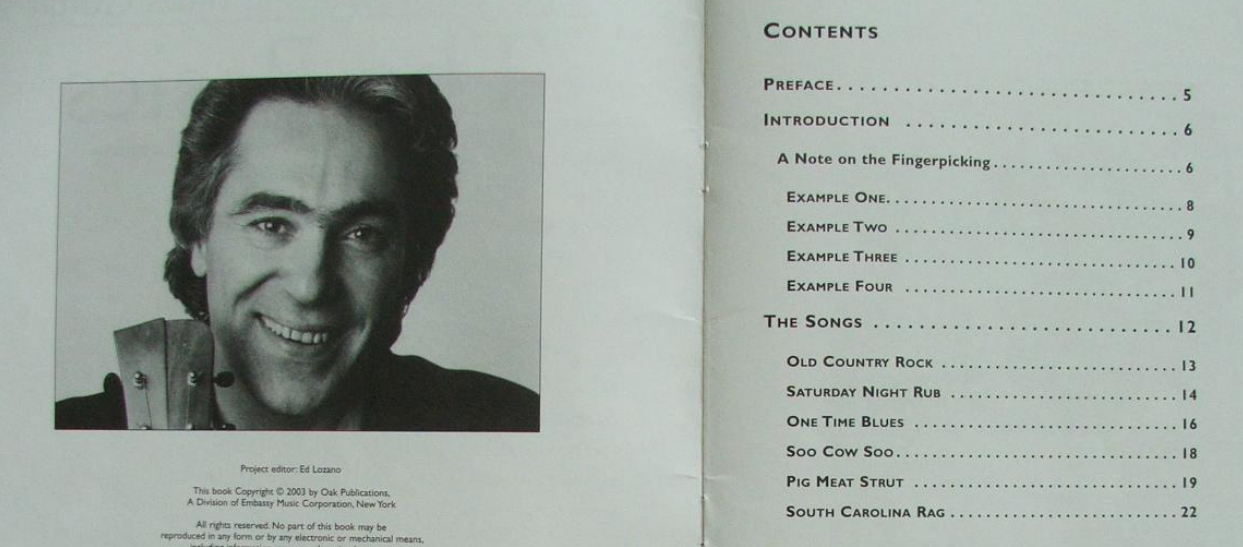 Project editor: Ed Lozano
This book Copyright © 2003 by Oak Publications,
A Division of Embassy Music Corporation, New York
All rights reserved. No part of this book may be
reproduced in any form or by any electronic or mechanical means,
CONTENTS
PREFACE. . . . . . . . . . . . . . . . . . . . . . . . . . . . . . . 5
INTRODUCTION . . . . . . . . . . . . . . . . . . . . . . . . . 6
A Note on the Fingerpicking. . . . . . . . . . . . . . . . . . . . . 6
EXAMPLE ONE. . . . . . . . . . . . . . . . . . . . . . . . . . . . . . . 8
EXAMPLE TWO . . . . . . . . . . . . . . . . . . . . . . . . . . . . . . 9
EXAMPLE THREE . . . . . . . . . . . . . . . . . . . . . . . . . . . . 10
EXAMPLE FOUR . . . . . . . . . . . . . . . . . . . . . . . . . . . . 11
THE SONGS . . . . . . . . . . . . . . . . . . . . . . . . . . . 12
OLD COUNTRY ROCK . . . . . . . . . . . . . . . . . . . . . . . . 13
SATURDAY NIGHT RUB . . . . . . . . . . . . . . . . . . . . . . . 14
ONE TIME BLUES . . . . . . . . . . . . . . . . . . . . . . . . . . . 16
SOO COW SOO. . . . . . . . . . . . . . . . . . . . . . . . . . . . . 18
PIG MEAT STRUT . . . . . . . . . . . . . . . . . . . . . . . . . . . 19
SOUTH CAROLINA RAG . . . . . . . . . . . . . . . . . . . . . . . 22